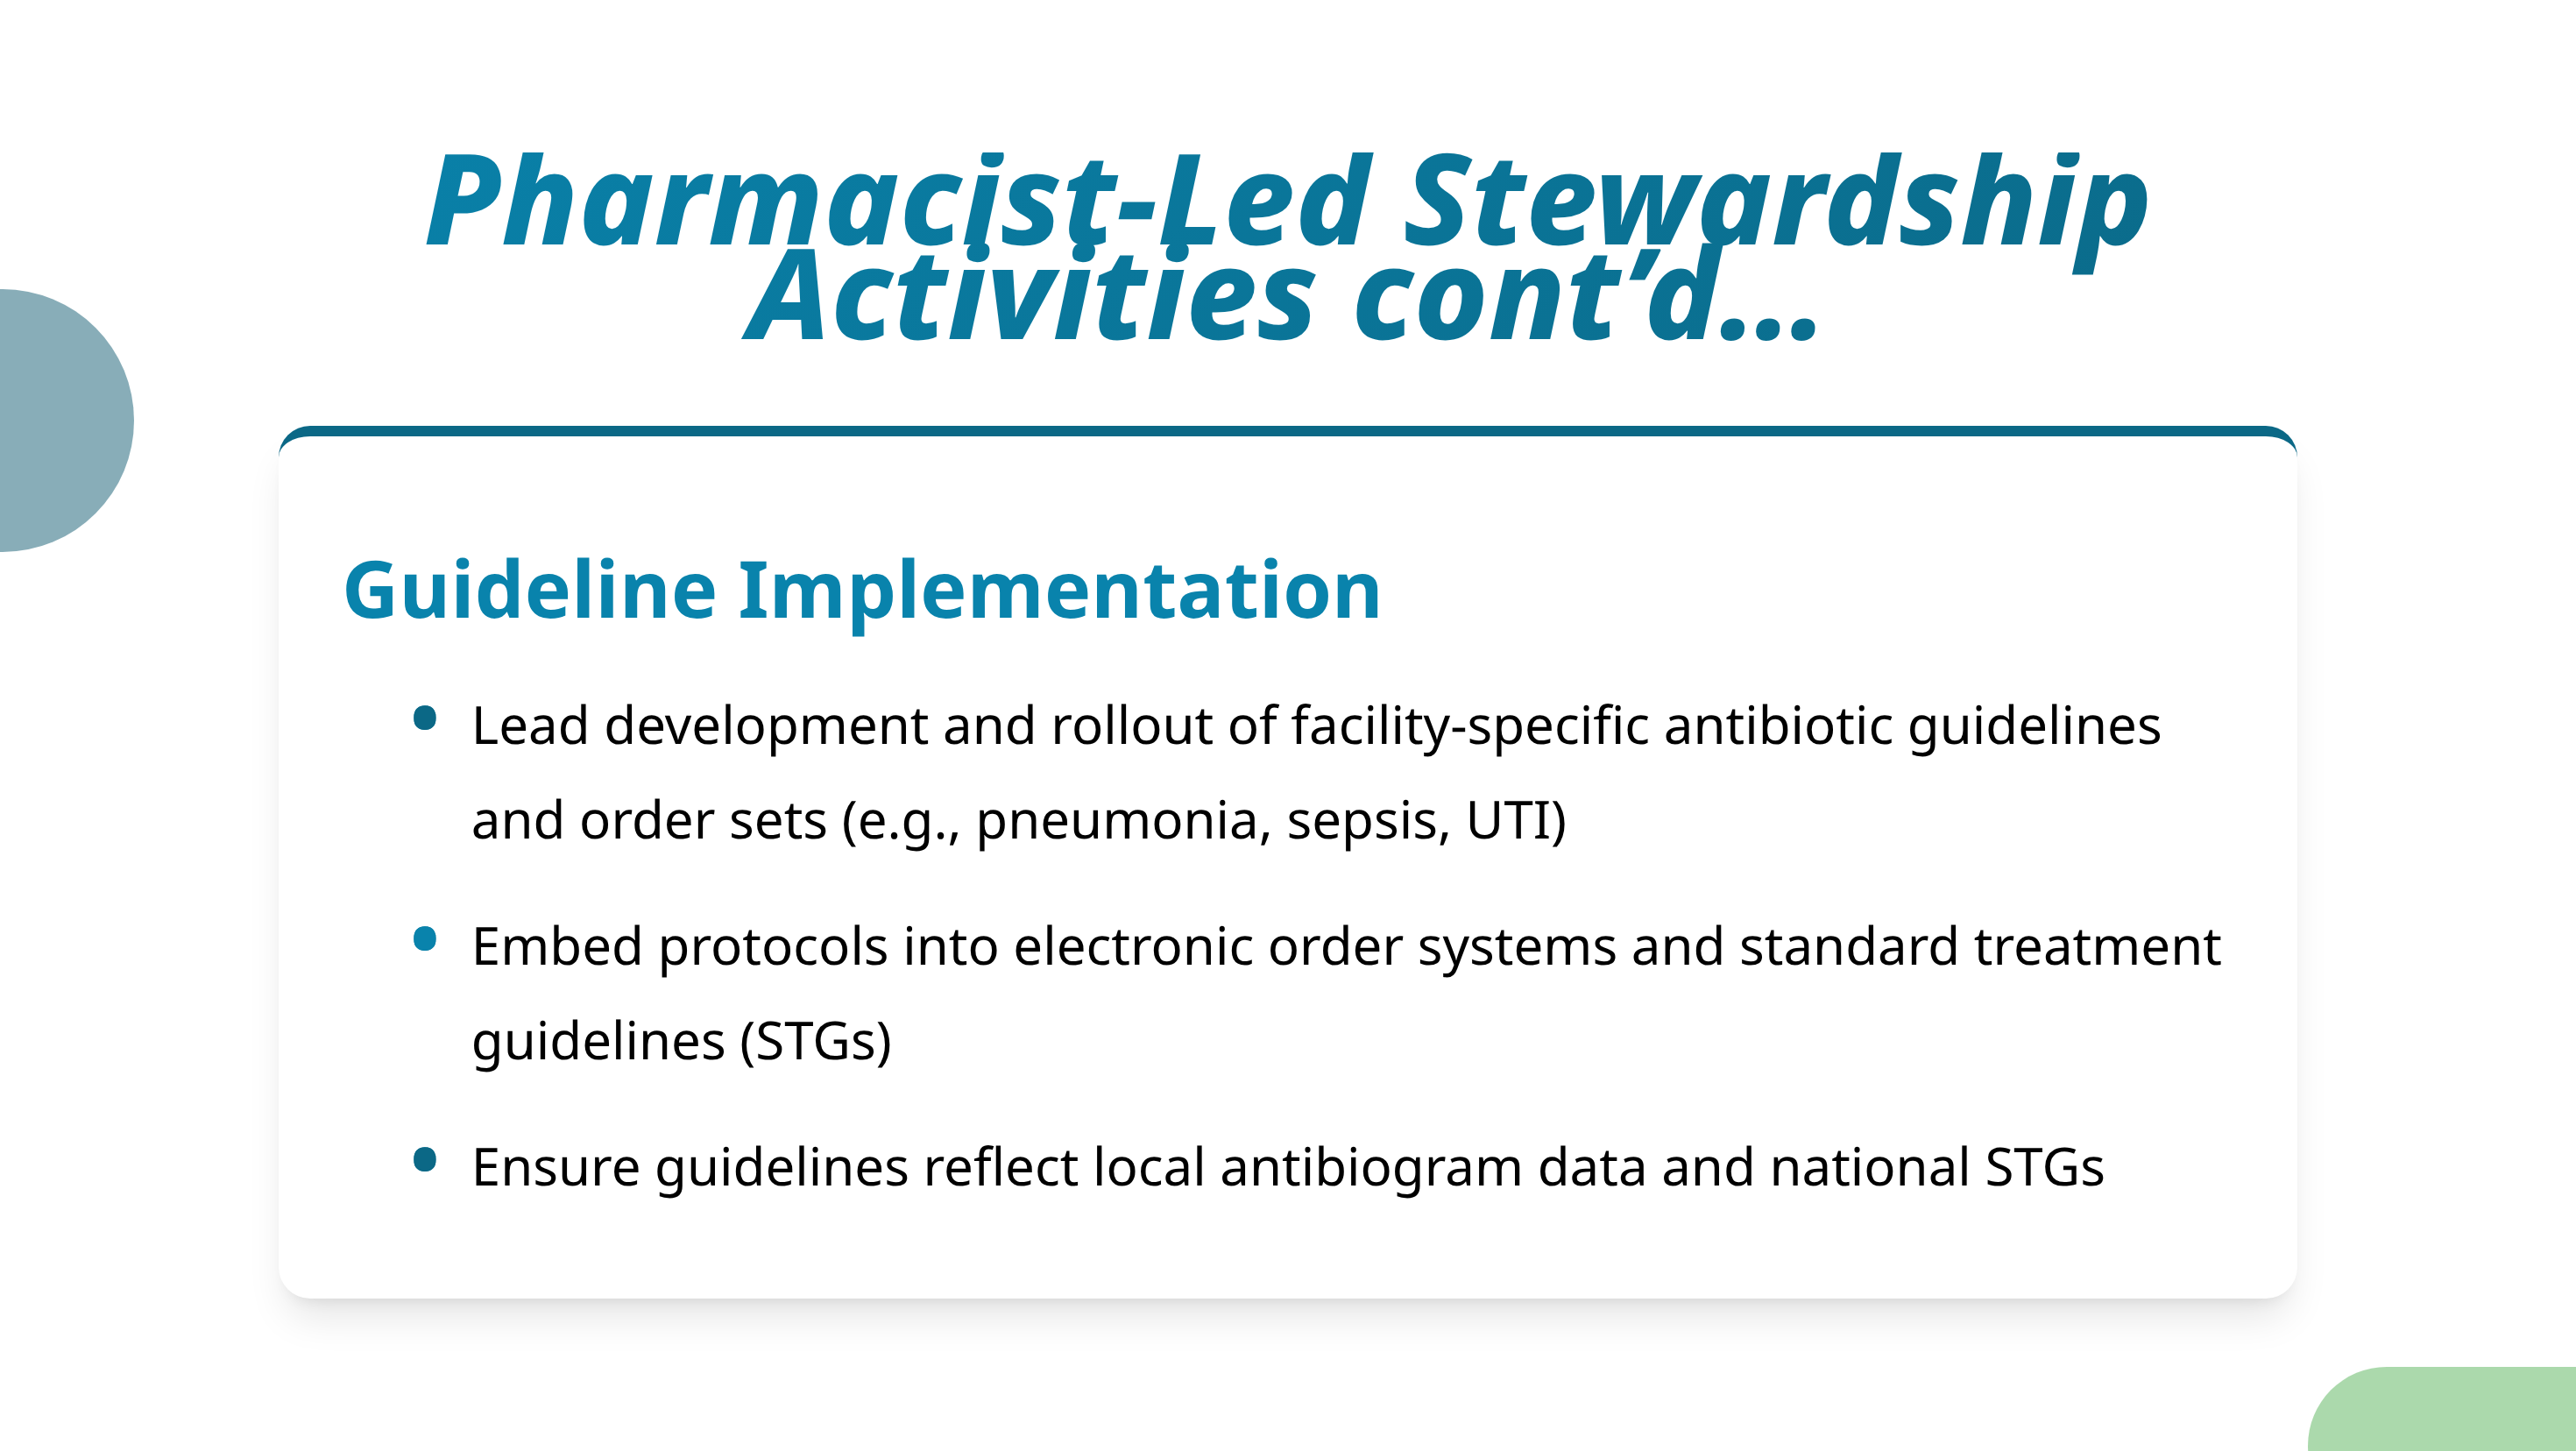 Pharmacist-Led Stewardship
Activities cont’d...
Guideline Implementation
• Lead development and rollout of facility-specific antibiotic guidelines
and order sets (e.g., pneumonia, sepsis, UTI)
• Embed protocols into electronic order systems and standard treatment
guidelines (STGs)
• Ensure guidelines reflect local antibiogram data and national STGs